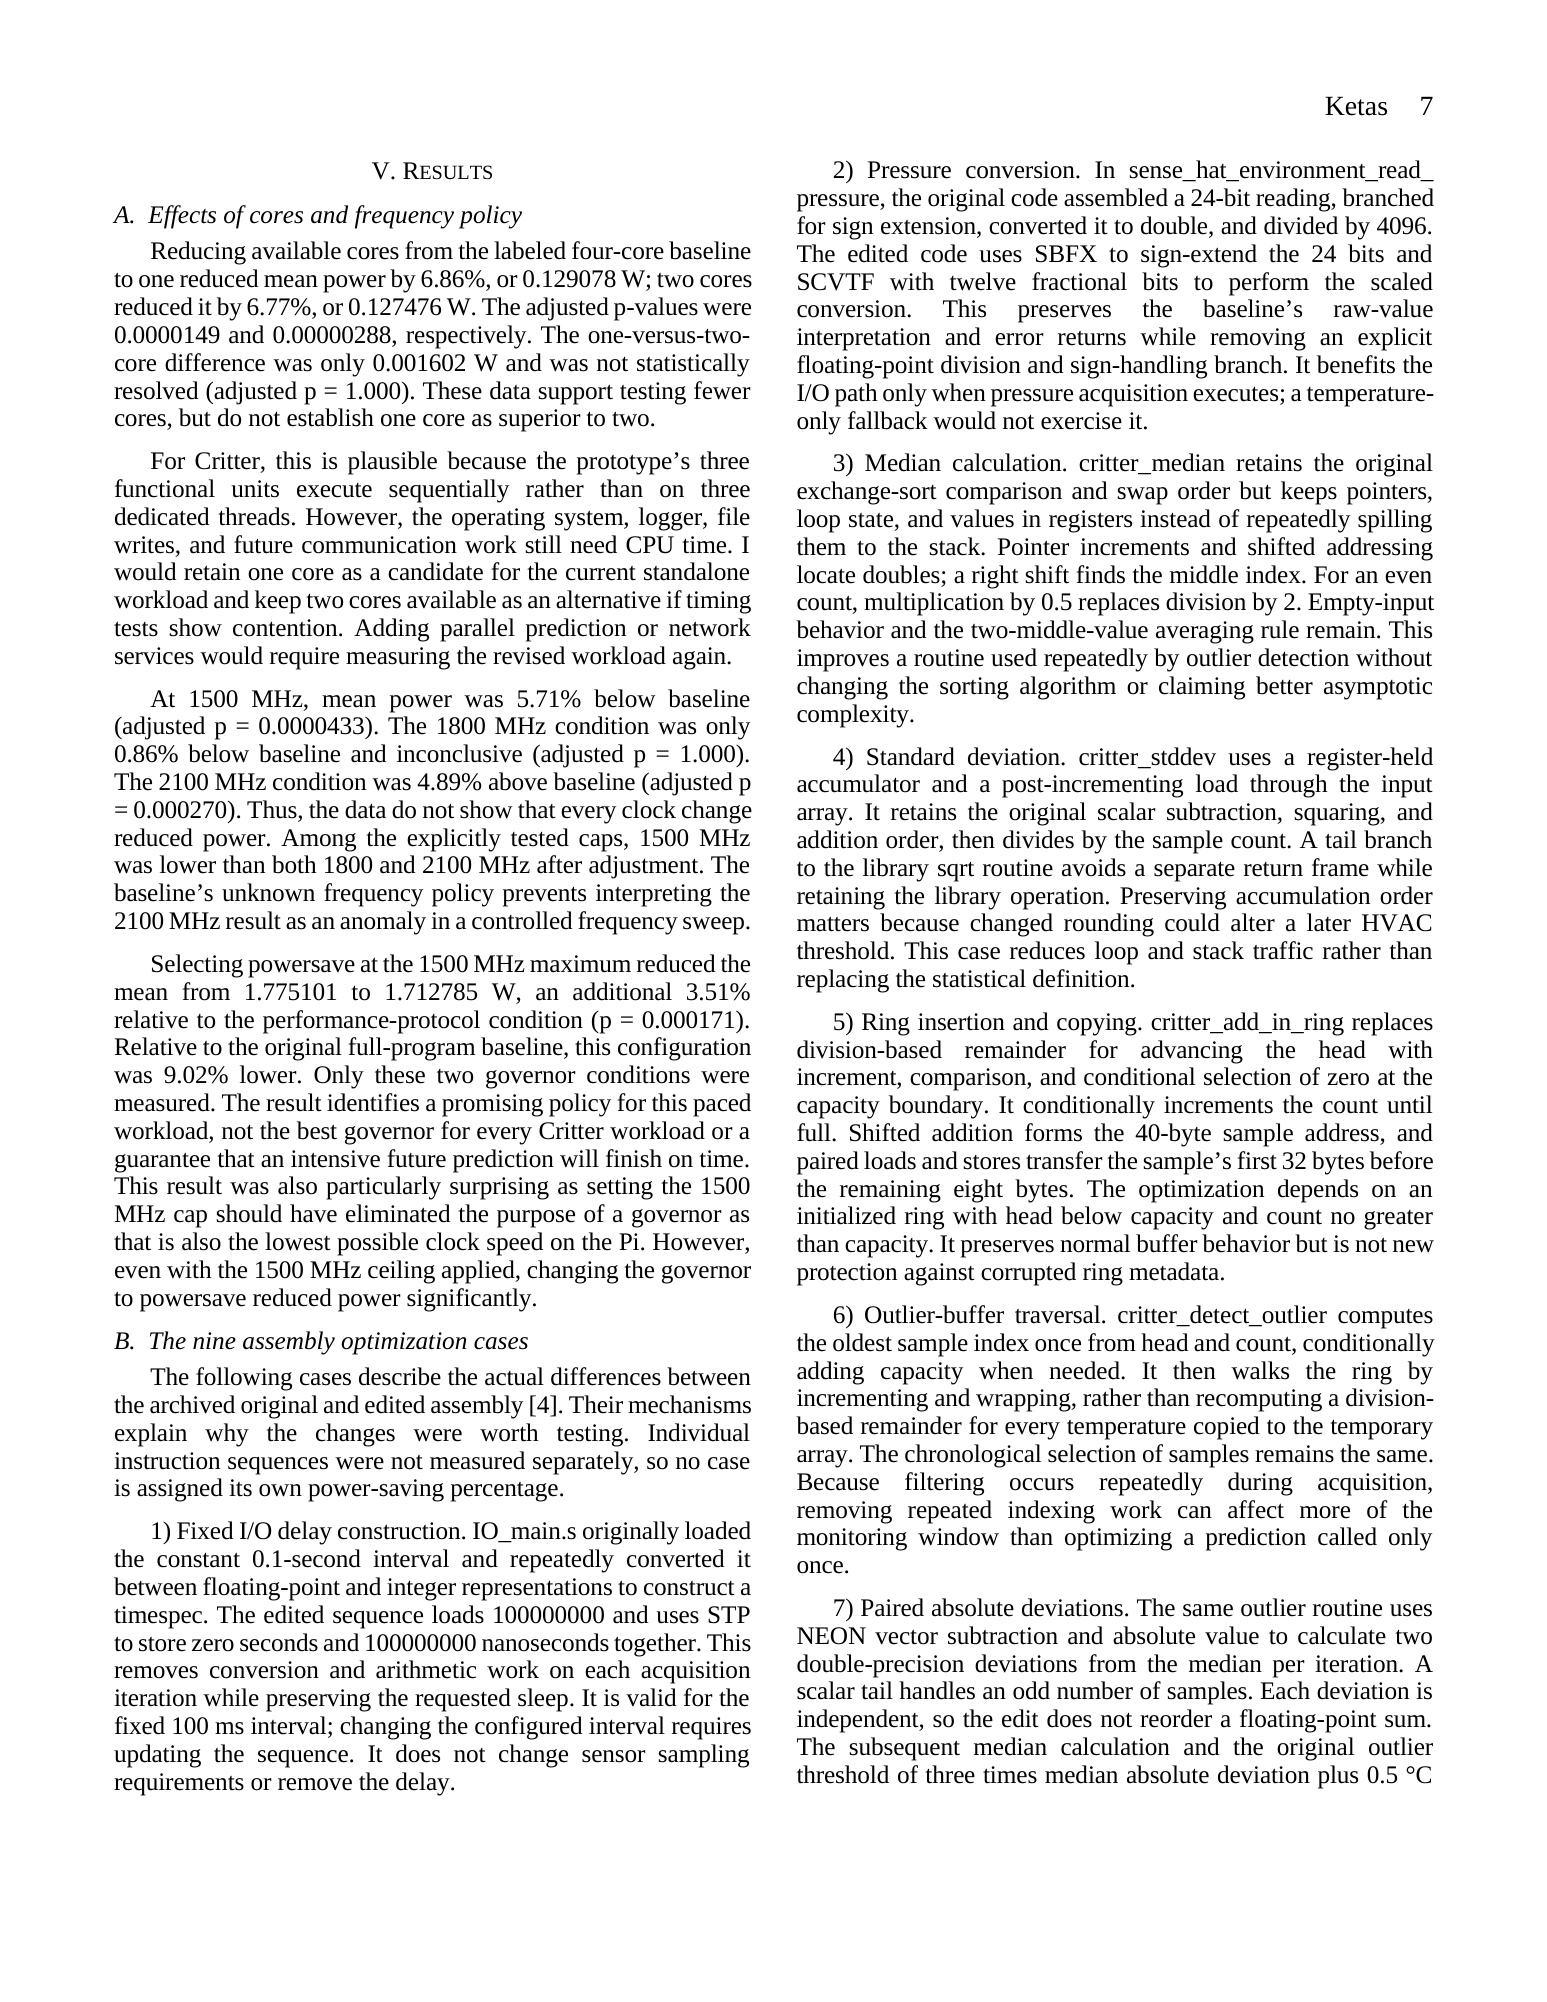 Ketas 7
V. RESULTS
A. Effects of cores and frequency policy
Reducing available cores from the labeled four-core baseline
to one reduced mean power by 6.86%, or 0.129078 W; two cores
reduced it by 6.77%, or 0.127476 W. The adjusted p-values were
0.0000149 and 0.00000288, respectively. The one-versus-two-
core difference was only 0.001602 W and was not statistically
resolved (adjusted p = 1.000). These data support testing fewer
cores, but do not establish one core as superior to two.
For Critter, this is plausible because the prototype’s three
functional units execute sequentially rather than on three
dedicated threads. However, the operating system, logger, file
writes, and future communication work still need CPU time. I
would retain one core as a candidate for the current standalone
workload and keep two cores available as an alternative if timing
tests show contention. Adding parallel prediction or network
services would require measuring the revised workload again.
At 1500 MHz, mean power was 5.71% below baseline
(adjusted p = 0.0000433). The 1800 MHz condition was only
0.86% below baseline and inconclusive (adjusted p = 1.000).
The 2100 MHz condition was 4.89% above baseline (adjusted p
= 0.000270). Thus, the data do not show that every clock change
reduced power. Among the explicitly tested caps, 1500 MHz
was lower than both 1800 and 2100 MHz after adjustment. The
baseline’s unknown frequency policy prevents interpreting the
2100 MHz result as an anomaly in a controlled frequency sweep.
Selecting powersave at the 1500 MHz maximum reduced the
mean from 1.775101 to 1.712785 W, an additional 3.51%
relative to the performance-protocol condition (p = 0.000171).
Relative to the original full-program baseline, this configuration
was 9.02% lower. Only these two governor conditions were
measured. The result identifies a promising policy for this paced
workload, not the best governor for every Critter workload or a
guarantee that an intensive future prediction will finish on time.
This result was also particularly surprising as setting the 1500
MHz cap should have eliminated the purpose of a governor as
that is also the lowest possible clock speed on the Pi. However,
even with the 1500 MHz ceiling applied, changing the governor
to powersave reduced power significantly.
B. The nine assembly optimization cases
The following cases describe the actual differences between
the archived original and edited assembly [4]. Their mechanisms
explain why the changes were worth testing. Individual
instruction sequences were not measured separately, so no case
is assigned its own power-saving percentage.
1) Fixed I/O delay construction. IO_main.s originally loaded
the constant 0.1-second interval and repeatedly converted it
between floating-point and integer representations to construct a
timespec. The edited sequence loads 100000000 and uses STP
to store zero seconds and 100000000 nanoseconds together. This
removes conversion and arithmetic work on each acquisition
iteration while preserving the requested sleep. It is valid for the
fixed 100 ms interval; changing the configured interval requires
updating the sequence. It does not change sensor sampling
requirements or remove the delay.
2) Pressure conversion. In sense_hat_environment_read_
pressure, the original code assembled a 24-bit reading, branched
for sign extension, converted it to double, and divided by 4096.
The edited code uses SBFX to sign-extend the 24 bits and
SCVTF with twelve fractional bits to perform the scaled
conversion. This preserves the baseline’s raw-value
interpretation and error returns while removing an explicit
floating-point division and sign-handling branch. It benefits the
I/O path only when pressure acquisition executes; a temperature-
only fallback would not exercise it.
3) Median calculation. critter_median retains the original
exchange-sort comparison and swap order but keeps pointers,
loop state, and values in registers instead of repeatedly spilling
them to the stack. Pointer increments and shifted addressing
locate doubles; a right shift finds the middle index. For an even
count, multiplication by 0.5 replaces division by 2. Empty-input
behavior and the two-middle-value averaging rule remain. This
improves a routine used repeatedly by outlier detection without
changing the sorting algorithm or claiming better asymptotic
complexity.
4) Standard deviation. critter_stddev uses a register-held
accumulator and a post-incrementing load through the input
array. It retains the original scalar subtraction, squaring, and
addition order, then divides by the sample count. A tail branch
to the library sqrt routine avoids a separate return frame while
retaining the library operation. Preserving accumulation order
matters because changed rounding could alter a later HVAC
threshold. This case reduces loop and stack traffic rather than
replacing the statistical definition.
5) Ring insertion and copying. critter_add_in_ring replaces
division-based remainder for advancing the head with
increment, comparison, and conditional selection of zero at the
capacity boundary. It conditionally increments the count until
full. Shifted addition forms the 40-byte sample address, and
paired loads and stores transfer the sample’s first 32 bytes before
the remaining eight bytes. The optimization depends on an
initialized ring with head below capacity and count no greater
than capacity. It preserves normal buffer behavior but is not new
protection against corrupted ring metadata.
6) Outlier-buffer traversal. critter_detect_outlier computes
the oldest sample index once from head and count, conditionally
adding capacity when needed. It then walks the ring by
incrementing and wrapping, rather than recomputing a division-
based remainder for every temperature copied to the temporary
array. The chronological selection of samples remains the same.
Because filtering occurs repeatedly during acquisition,
removing repeated indexing work can affect more of the
monitoring window than optimizing a prediction called only
once.
7) Paired absolute deviations. The same outlier routine uses
NEON vector subtraction and absolute value to calculate two
double-precision deviations from the median per iteration. A
scalar tail handles an odd number of samples. Each deviation is
independent, so the edit does not reorder a floating-point sum.
The subsequent median calculation and the original outlier
threshold of three times median absolute deviation plus 0.5 °C